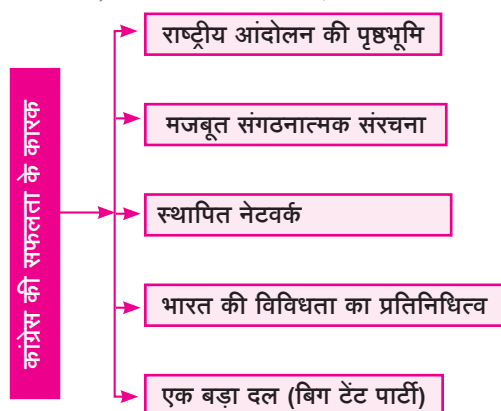 कांग्रेस की सफलता के कारक
राष्ट्रीय आंदोलन की पृष्ठभूमि
मजबूत संगठनात्मक संरचना
स्थापित नेटवर्क
भारत की विविधता का प्रतिनिधित्व
एक बड़ा दल (बिग टेंट पार्टी)